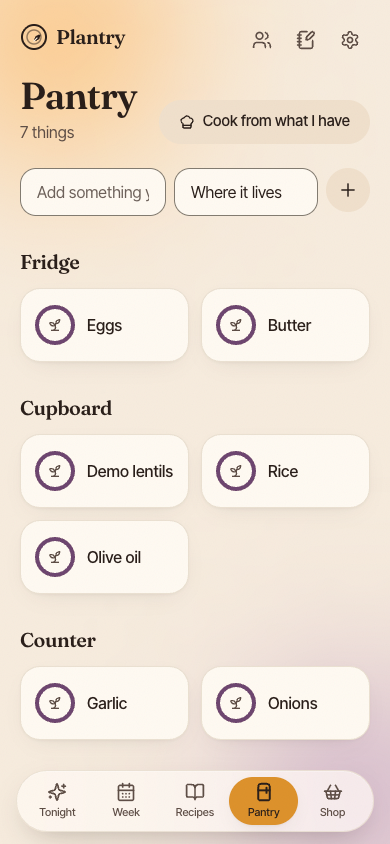 Plantry
Pantry
7 things
Cook from what I have
Add something
Where it lives
Fridge
Eggs
Butter
Cupboard
Demo lentils
Rice
Olive oil
Counter
Garlic
Onions
Tonight
Week
Recipes
Pantry
Shop